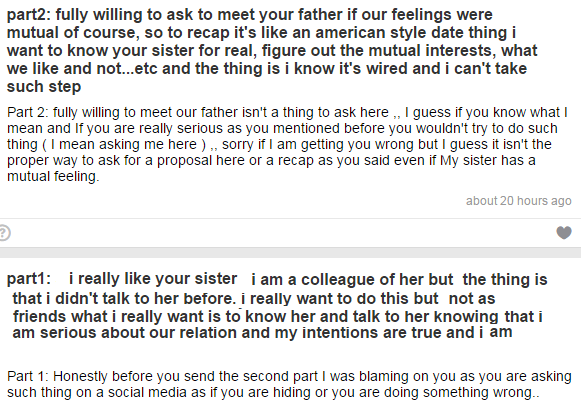 part2: fully willing to ask to meet your father if our feelings were
mutual of course, so to recap it's like an american style date thing i
want to know your sister for real, figure out the mutual interests, what
we like and not...etc and the thing is i know it's wired and i can't take
such step
Part 2: fully willing to meet our father isn't a thing to ask here ,, I guess if you know what I
mean and If you are really serious as you mentioned before you wouldn't try to do such
thing ( I mean asking me here ) ,, sorry if I am getting you wrong but I guess it isn't the
proper way to ask for a proposal here or a recap as you said even if My sister has a
mutual feeling.
about 20 hours ago
?
part1: i really like your sister i am a colleague of her but the thing is
that i didn't talk to her before. i really want to do this but not as
friends what i really want is to know her and talk to her knowing that i
am serious about our relation and my intentions are true and i am
Part 1: Honestly before you send the second part I was blaming on you as you are asking
such thing on a social media as if you are hiding or you are doing something wrong..